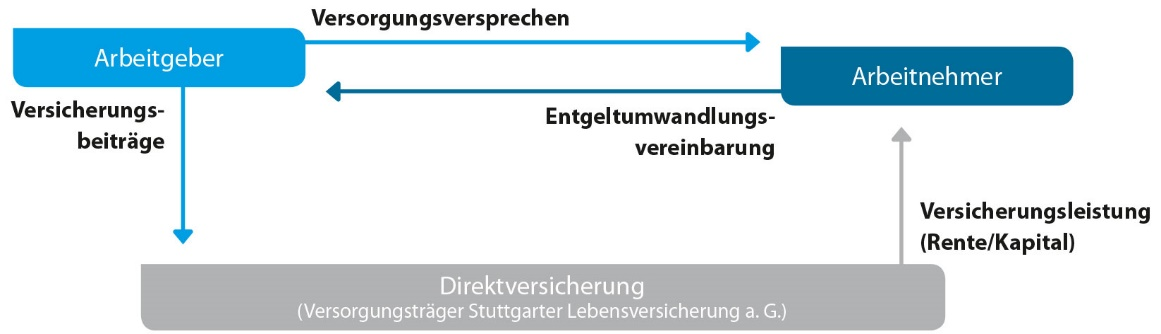 Versorgungsversprechen
Arbeitgeber
Arbeitnehmer
Versicherungs-
beiträge
Entgeltumwandlungs-
vereinbarung
Versicherungsleistung
(Rente/Kapital)
Direktversicherung
(Versorgungsträger Stuttgarter Lebensversicherung a. G.)